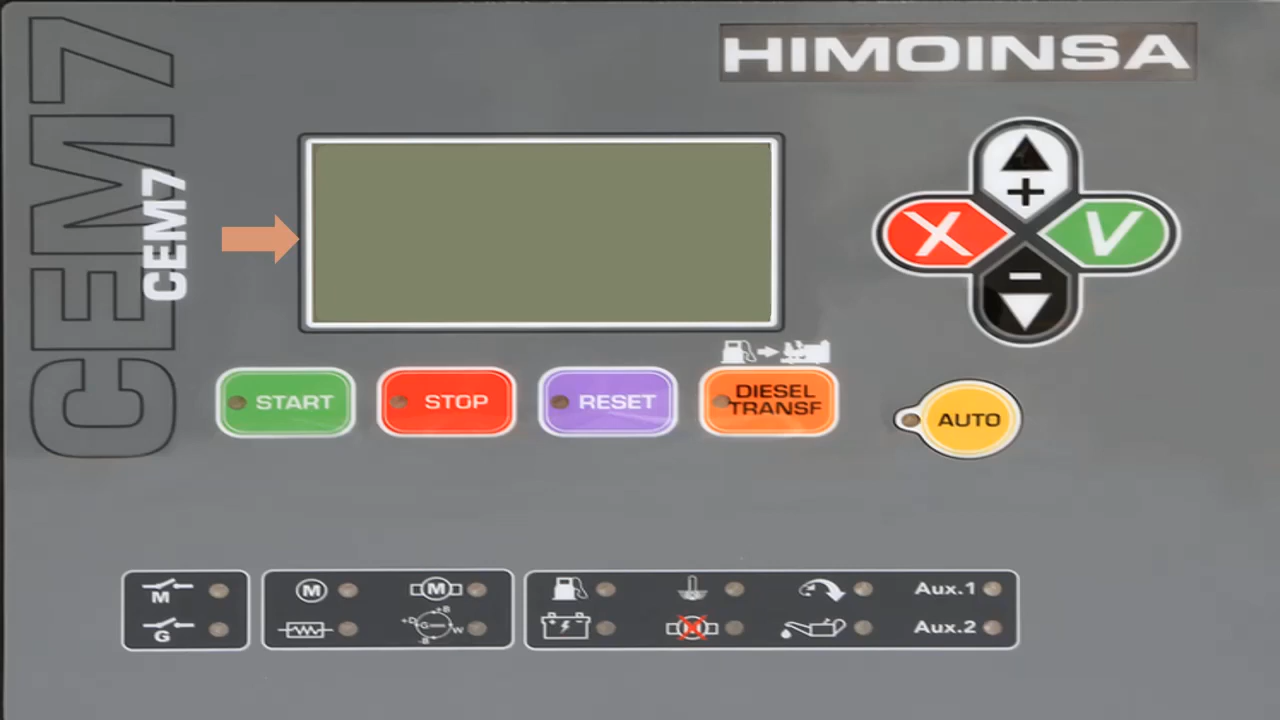 HIMOINSA
CEM7
CEM7
+
X
V
−
START
STOP
RESET
DIESEL
TRANSF
AUTO
M
M
M
Aux.1
G
+D
+B
G
W
-B
M
Aux.2